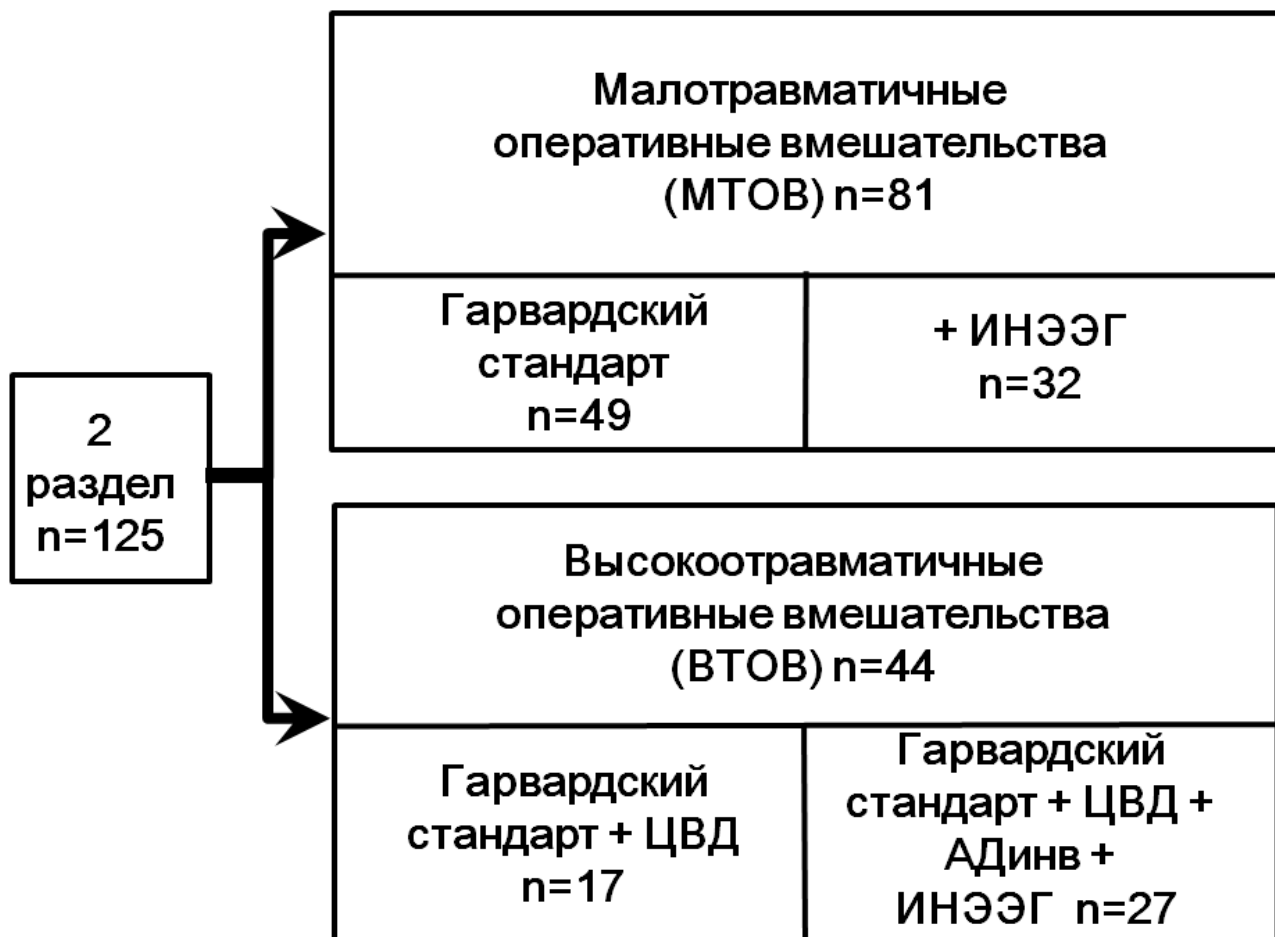 2
раздел
n=125
Малотравматичные
оперативные вмешательства
(МТОВ) n=81
Гарвардский
стандарт
n=49
+ ИНЭЭГ
n=32
Высокоотравматичные
оперативные вмешательства
(ВТОВ) n=44
Гарвардский
стандарт + ЦВД
n=17
Гарвардский
стандарт + ЦВД +
АДинв +
ИНЭЭГ n=27